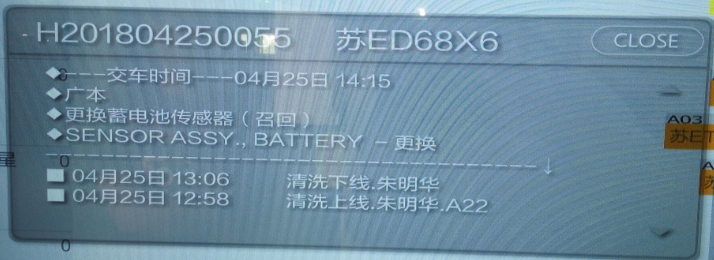 - H201804250055 苏ED68X6 CLOSE
◆---交车时间---04月25日 14:15
◆广本
◆更换蓄电池传感器（召回）
◆SENSOR ASSY., BATTERY - 更换
0
■ 04月25日 13:06 清洗下线.朱明华
■ 04月25日 12:58 清洗上线.朱明华.A22
0
A03
苏ET